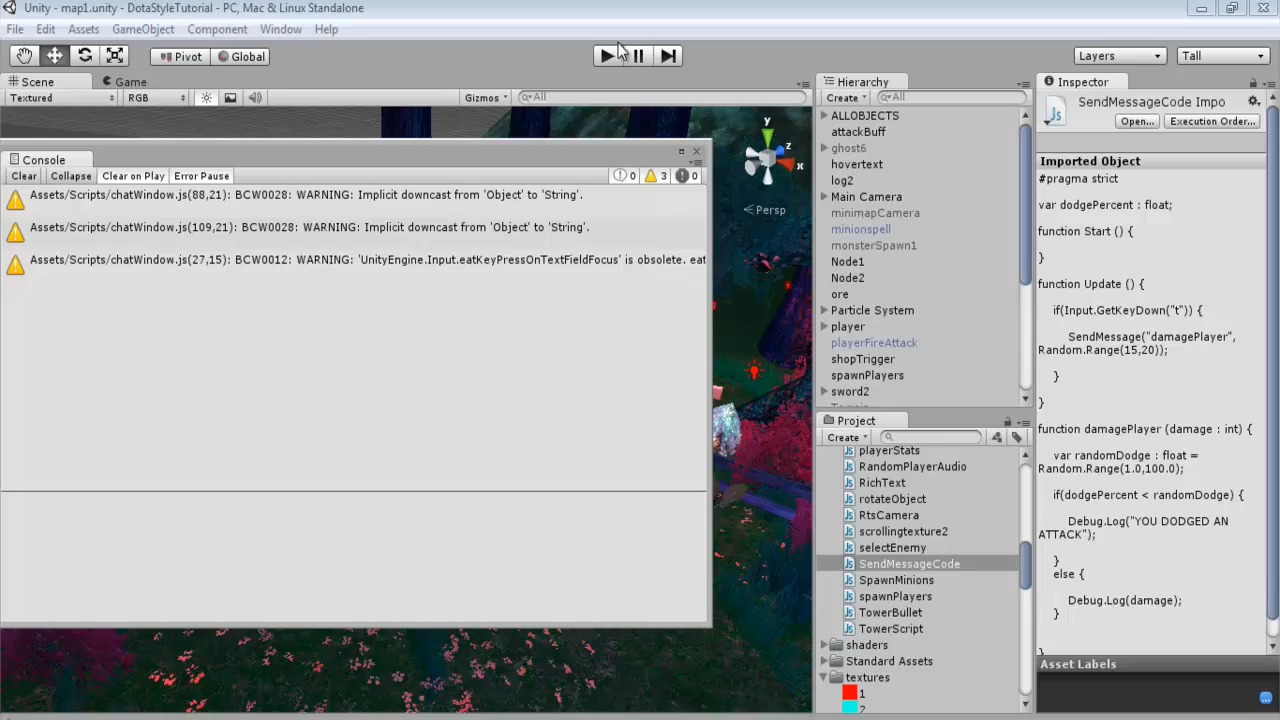 Unity - map1.unity - DotaStyleTutorial - PC, Mac & Linux Standalone
File Edit Assets GameObject Component Window Help
Pivot Global Layers Tall
Scene Game
Textured RGB Gizmos All
Console
Clear Collapse Clear on Play Error Pause 0 3 0
Assets/Scripts/chatWindow.js(88,21): BCW0028: WARNING: Implicit downcast from 'Object' to 'String'.
Assets/Scripts/chatWindow.js(109,21): BCW0028: WARNING: Implicit downcast from 'Object' to 'String'.
Assets/Scripts/chatWindow.js(27,15): BCW0012: WARNING: 'UnityEngine.Input.eatKeyPressOnTextFieldFocus' is obsolete. eat
y
z
x
Persp
Hierarchy
Create All
ALLOBJECTS
attackBuff
ghost6
hovertext
log2
Main Camera
minimapCamera
minionspell
monsterSpawn1
Node1
Node2
ore
Particle System
player
playerFireAttack
shopTrigger
spawnPlayers
sword2
Terrain
Project
Create
playerStats
RandomPlayerAudio
RichText
rotateObject
RtsCamera
scrollingtexture2
selectEnemy
SendMessageCode
SpawnMinions
spawnPlayers
TowerBullet
TowerScript
shaders
Standard Assets
textures
1
2
Inspector
SendMessageCode Impo
Open... Execution Order...
Imported Object
#pragma strict
var dodgePercent : float;
function Start () {
}
function Update () {
if(Input.GetKeyDown("t")) {
SendMessage("damagePlayer",
Random.Range(15,20));
}
}
function damagePlayer (damage : int) {
var randomDodge : float =
Random.Range(1.0,100.0);
if(dodgePercent < randomDodge) {
Debug.Log("YOU DODGED AN
ATTACK");
}
else {
Debug.Log(damage);
}
}
Asset Labels